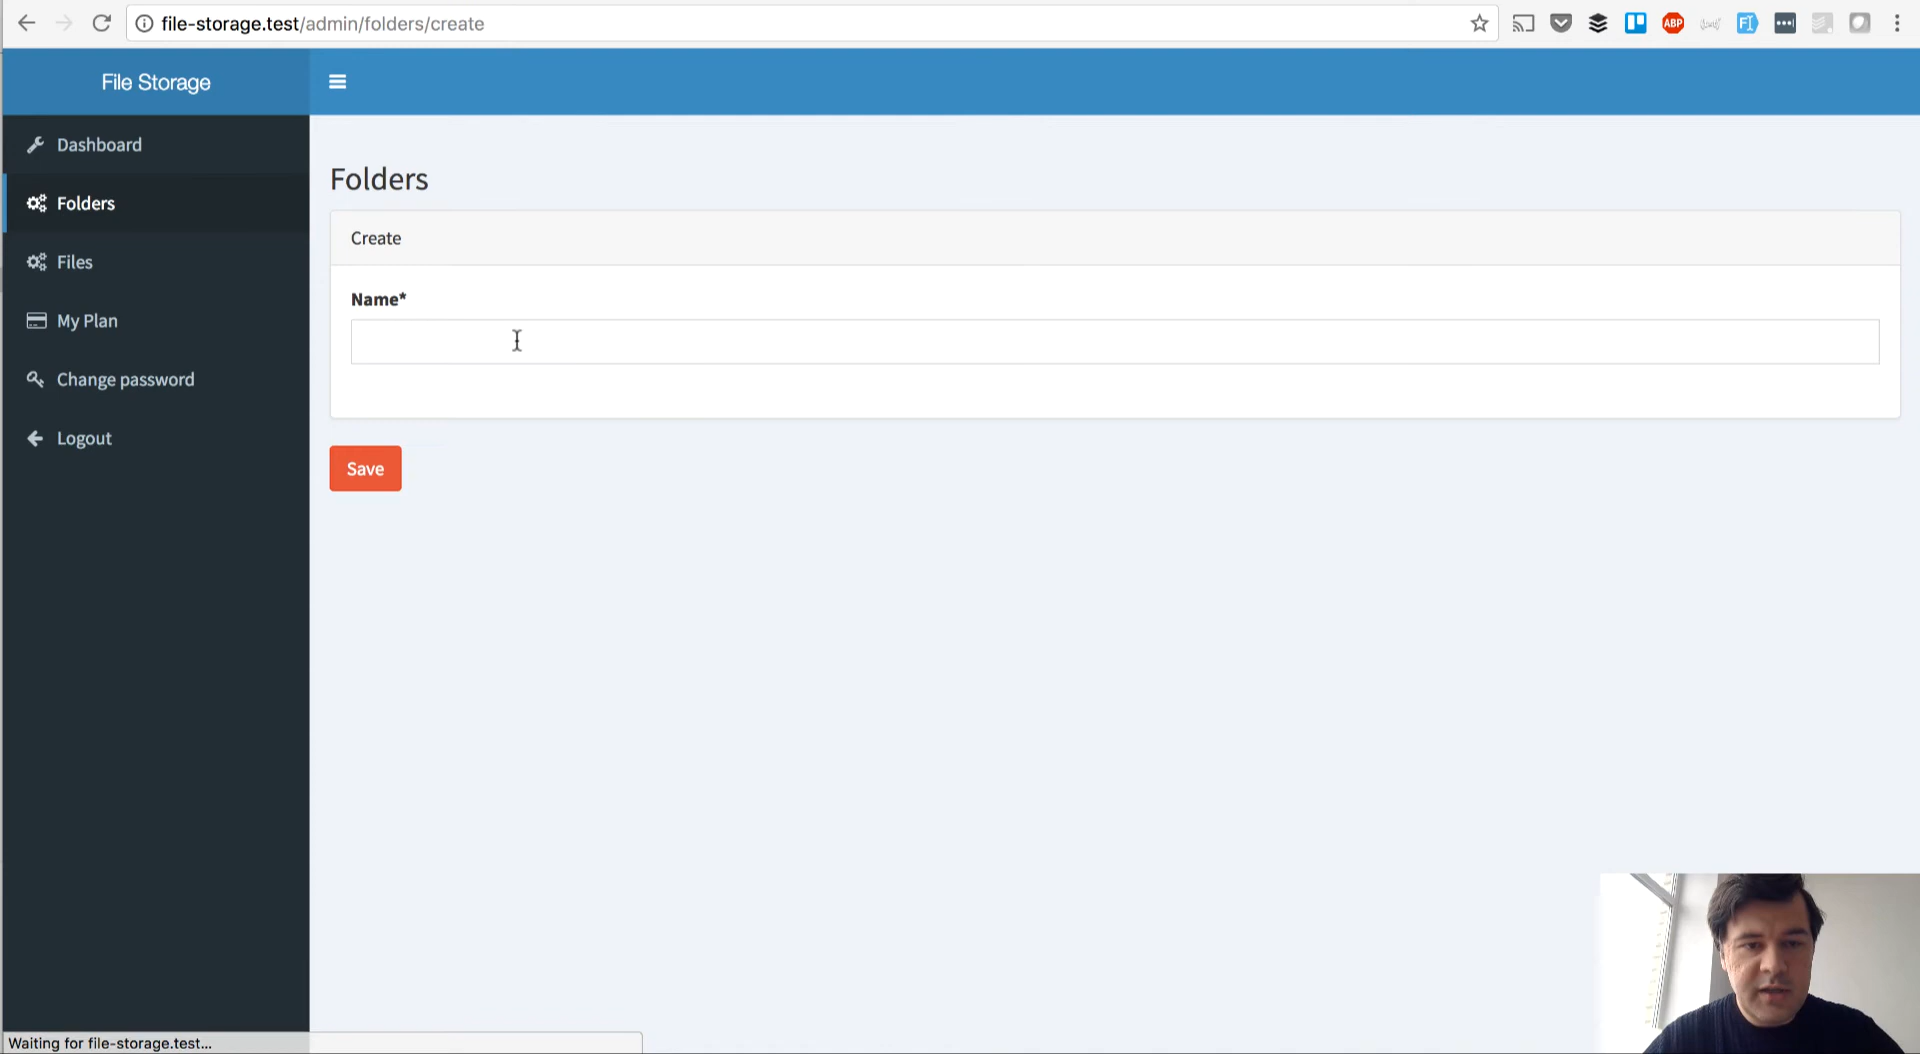 file-storage.test/admin/folders/create
ABP
File Storage
Dashboard
Folders
Files
My Plan
Change password
Logout
Folders
Create
Name*
Save
Waiting for file-storage.test...